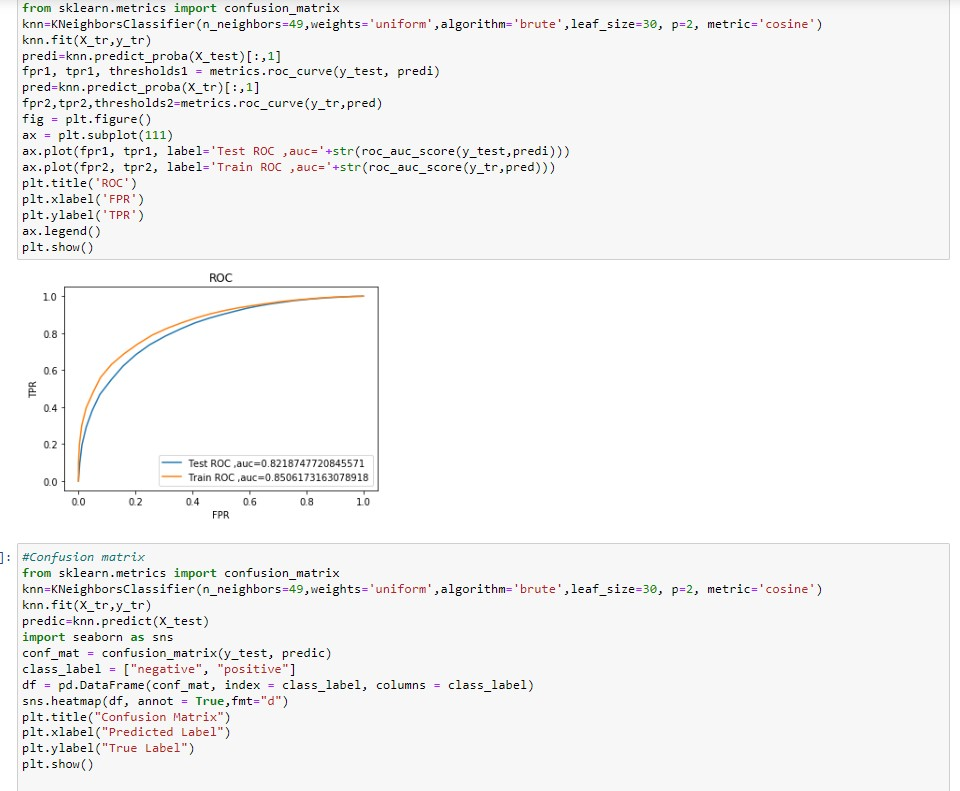 from sklearn.metrics import confusion_matrix
knn=KNeighborsClassifier(n_neighbors=49,weights='uniform',algorithm='brute',leaf_size=30, p=2, metric='cosine')
knn.fit(X_tr,y_tr)
predi=knn.predict_proba(X_test)[:,1]
fpr1, tpr1, thresholds1 = metrics.roc_curve(y_test, predi)
pred=knn.predict_proba(X_tr)[:,1]
fpr2,tpr2,thresholds2=metrics.roc_curve(y_tr,pred)
fig = plt.figure()
ax = plt.subplot(111)
ax.plot(fpr1, tpr1, label='Test ROC ,auc='+str(roc_auc_score(y_test,predi)))
ax.plot(fpr2, tpr2, label='Train ROC ,auc='+str(roc_auc_score(y_tr,pred)))
plt.title('ROC')
plt.xlabel('FPR')
plt.ylabel('TPR')
ax.legend()
plt.show()
ROC
1.0
0.8
0.6
0.4
0.2
0.0
TPR
Test ROC ,auc=0.8218747720845571
Train ROC ,auc=0.8506173163078918
0.0 0.2 0.4 0.6 0.8 1.0
FPR
]: #Confusion matrix
from sklearn.metrics import confusion_matrix
knn=KNeighborsClassifier(n_neighbors=49,weights='uniform',algorithm='brute',leaf_size=30, p=2, metric='cosine')
knn.fit(X_tr,y_tr)
predic=knn.predict(X_test)
import seaborn as sns
conf_mat = confusion_matrix(y_test, predic)
class_label = ["negative", "positive"]
df = pd.DataFrame(conf_mat, index = class_label, columns = class_label)
sns.heatmap(df, annot = True,fmt="d")
plt.title("Confusion Matrix")
plt.xlabel("Predicted Label")
plt.ylabel("True Label")
plt.show()